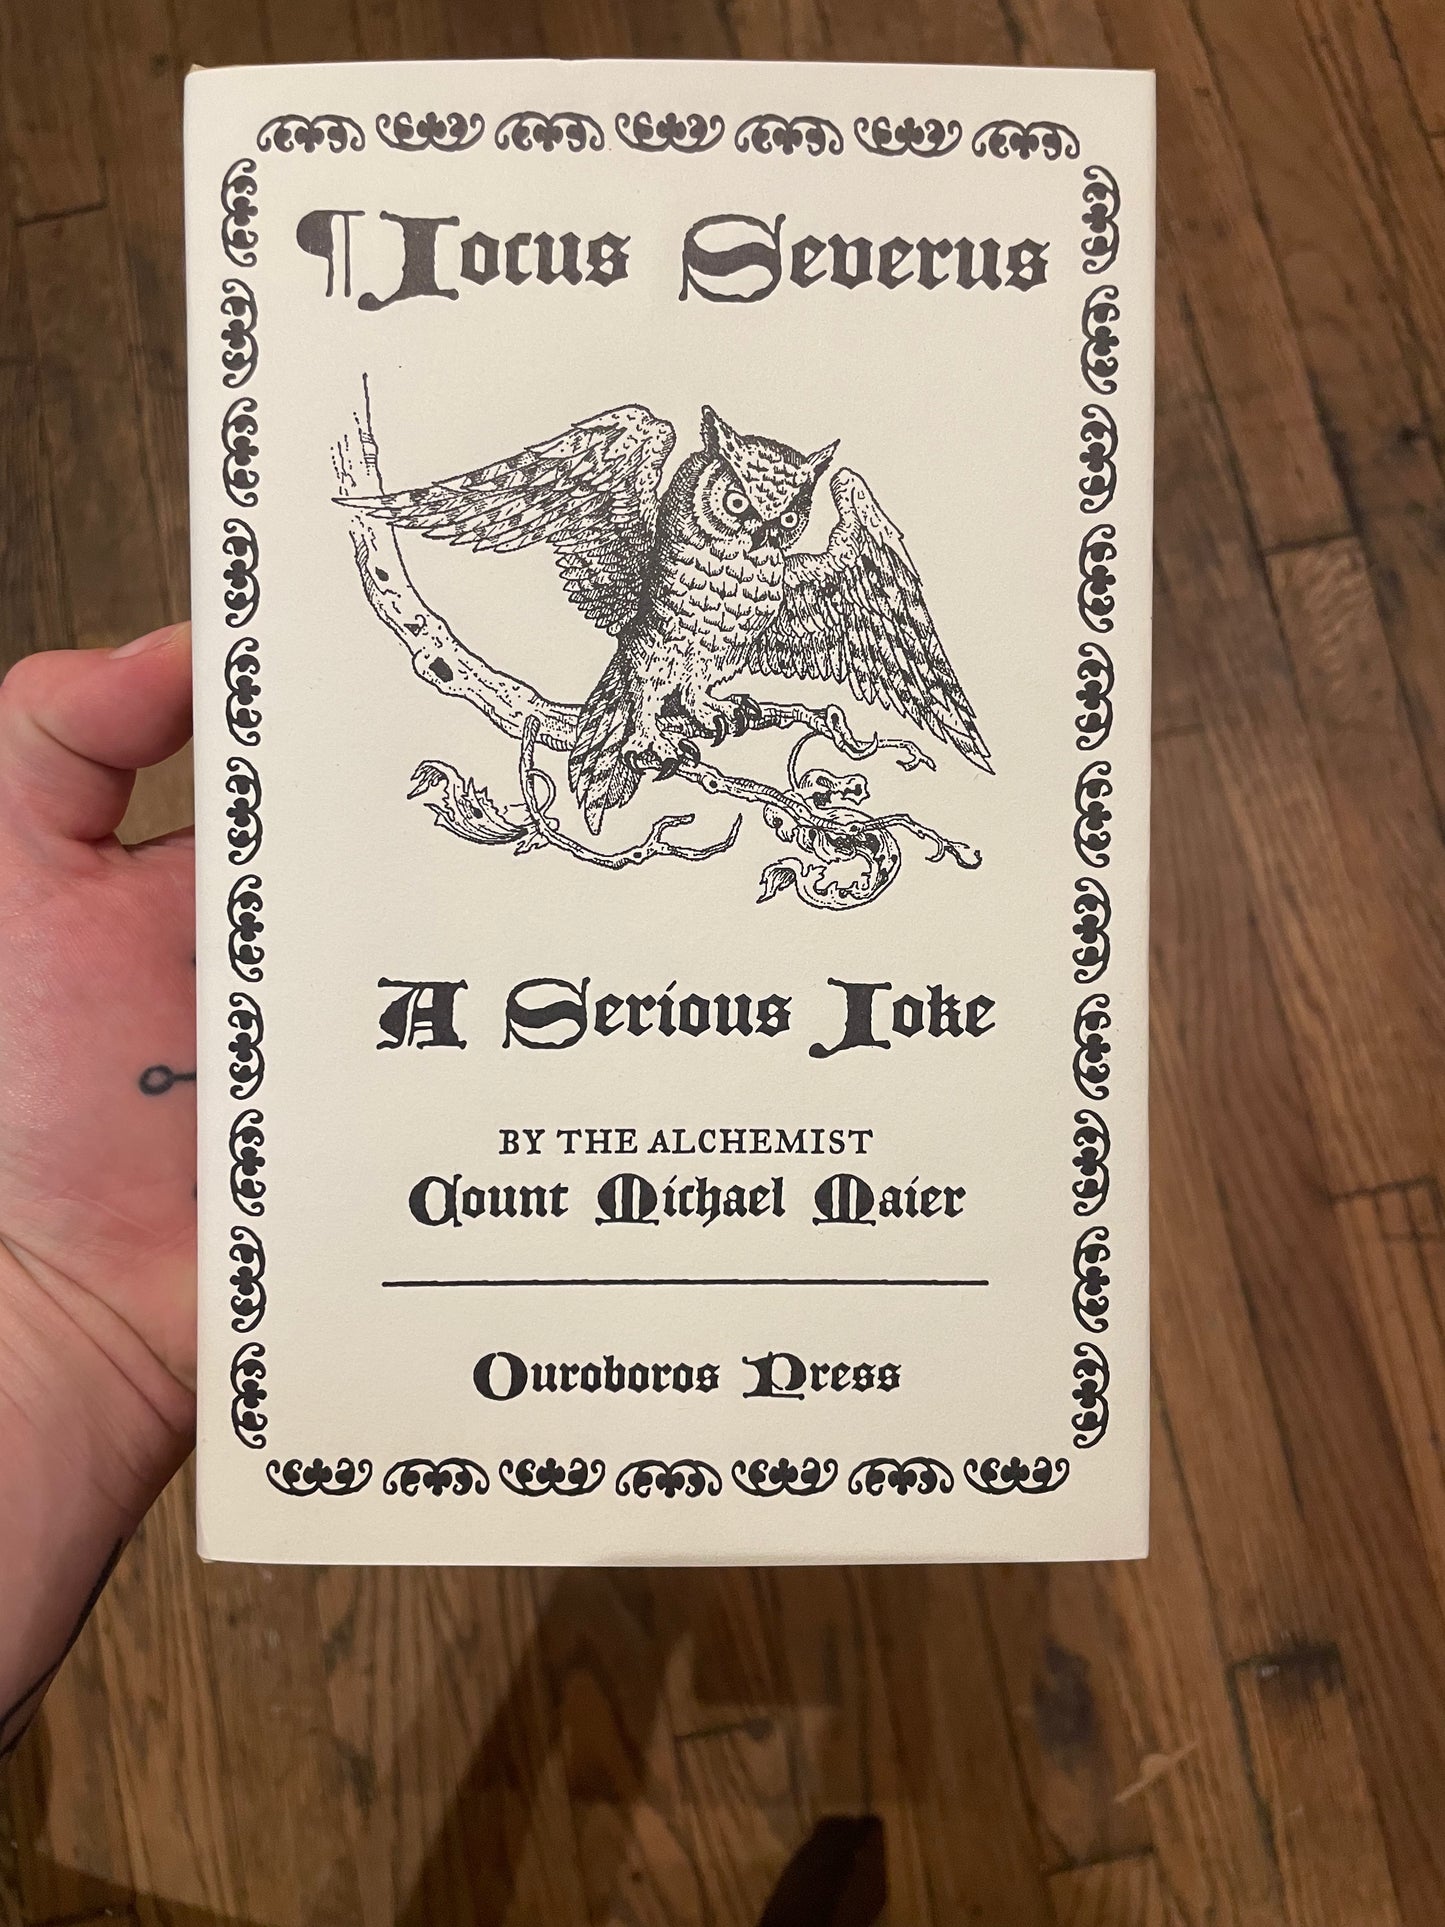 ¶Jocus Severus
A Serious Joke
BY THE ALCHEMIST
Count Michael Maier
Ouroboros Press